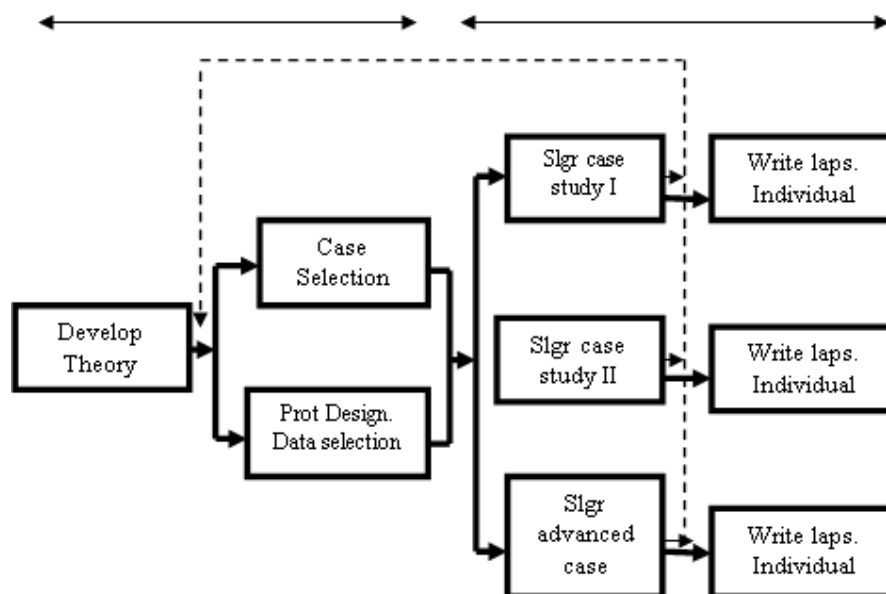 Develop
Theory
Case
Selection
Prot Design.
Data selection
Slgr case
study I
Slgr case
study II
Slgr
advanced
case
Write laps.
Individual
Write laps.
Individual
Write laps.
Individual